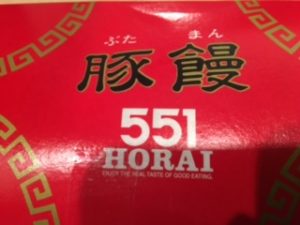 ぶた まん
豚饅
551
HORAI
ENJOY THE REAL TASTE OF GOOD EATING.